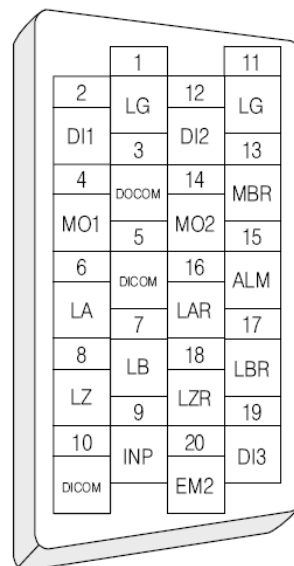 1 11
2 LG 12 LG
DI1 3 DI2 13
4 DOCOM 14 MBR
MO1 5 MO2 15
6 DICOM 16 ALM
LA 7 LAR 17
8 LB 18 LBR
LZ 9 LZR 19
10 INP 20 DI3
DICOM EM2